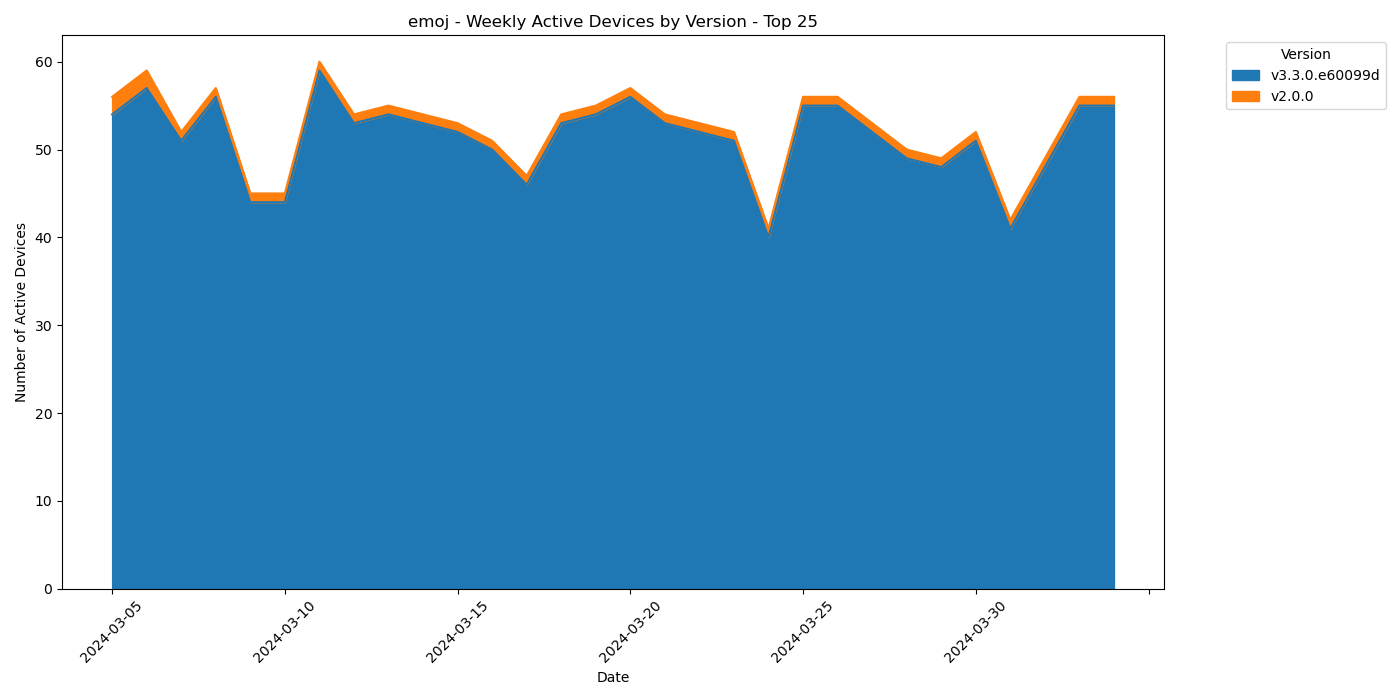 emoj - Weekly Active Devices by Version - Top 25
Number of Active Devices
60
50
40
30
20
10
0
2024-03-05
2024-03-10
2024-03-15
2024-03-20
2024-03-25
2024-03-30
Date
Version
v3.3.0.e60099d
v2.0.0